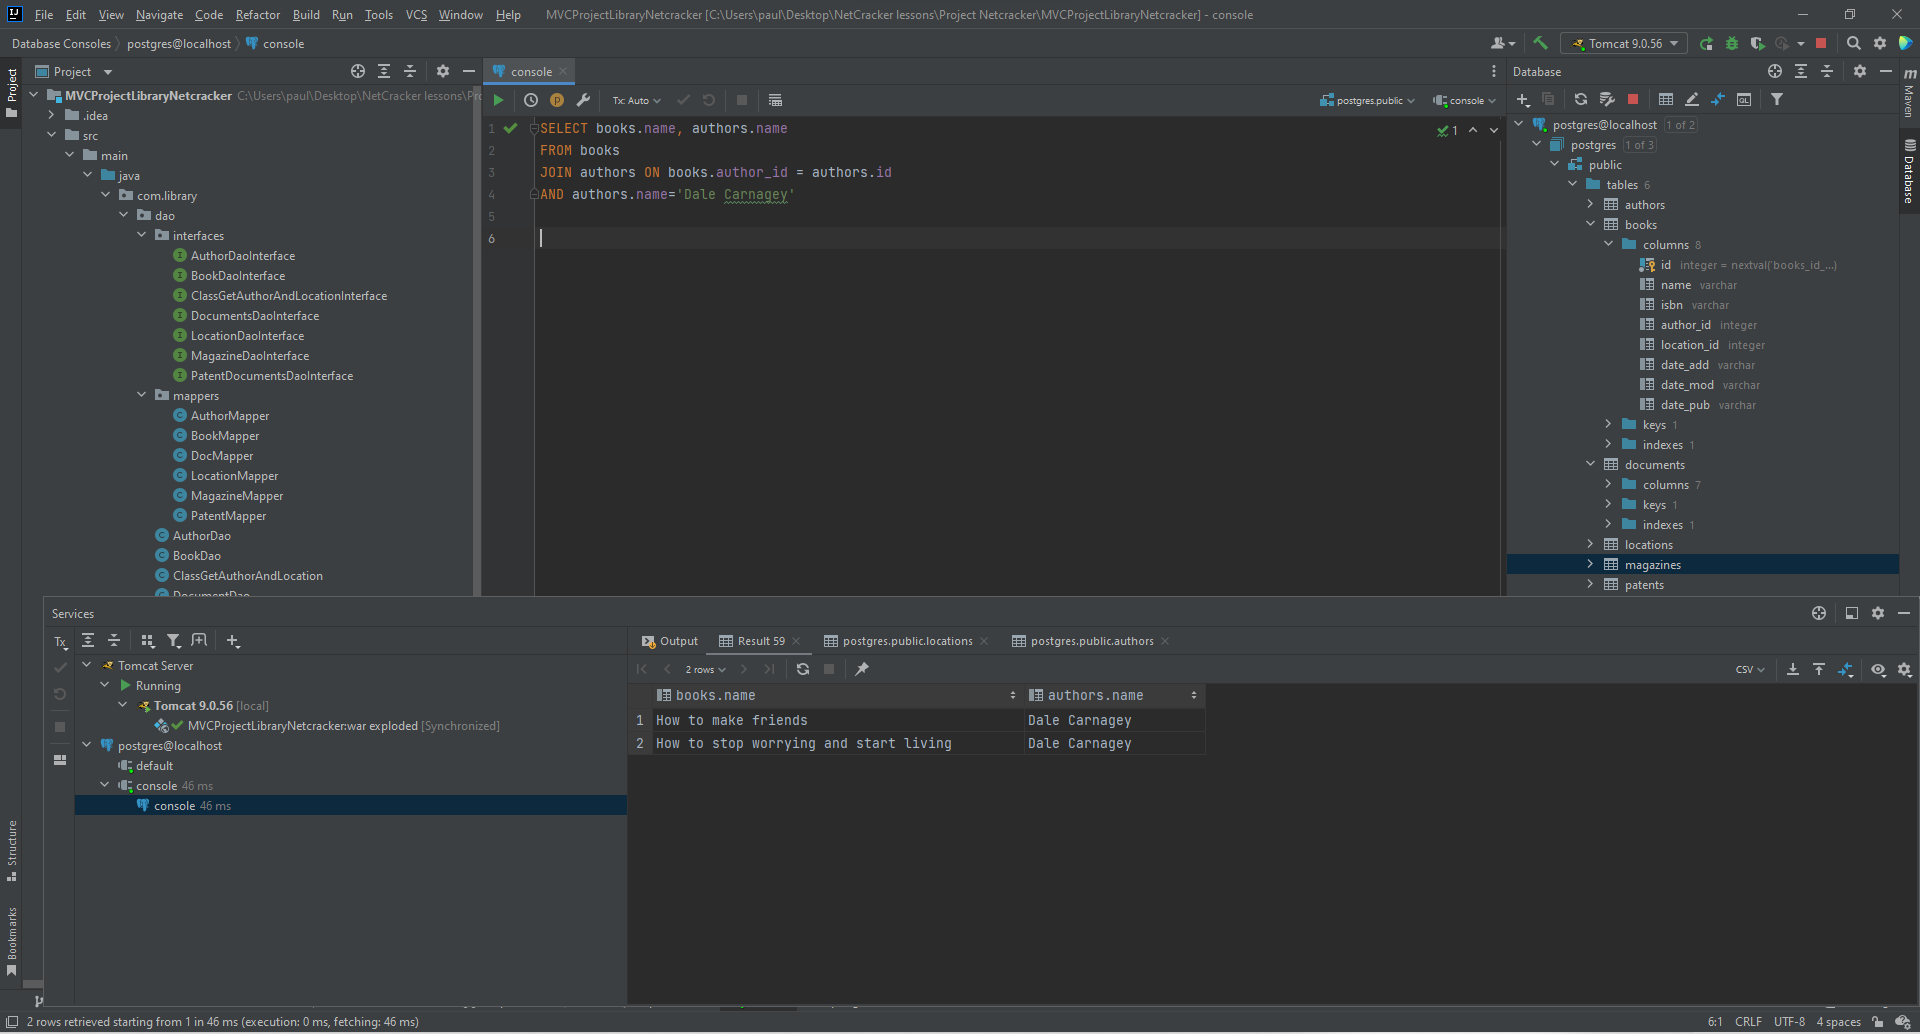 File Edit View Navigate Code Refactor Build Run Tools VCS Window Help MVCProjectLibraryNetcracker [C:\Users\paul\Desktop\NetCracker lessons\Project Netcracker\MVCProjectLibraryNetcracker] - console
Database Consoles postgres@localhost console Tomcat 9.0.56
Project
MVCProjectLibraryNetcracker C:\Users\paul\Desktop\NetCracker lessons\Pro
.idea
src
main
java
com.library
dao
interfaces
AuthorDaoInterface
BookDaoInterface
ClassGetAuthorAndLocationInterface
DocumentsDaoInterface
LocationDaoInterface
MagazineDaoInterface
PatentDocumentsDaoInterface
mappers
AuthorMapper
BookMapper
DocMapper
LocationMapper
MagazineMapper
PatentMapper
AuthorDao
BookDao
ClassGetAuthorAndLocation
DocumentDao
Project
Structure
Bookmarks
console
Tx: Auto postgres.public console
1 SELECT books.name, authors.name
2 FROM books
3 JOIN authors ON books.author_id = authors.id
4 AND authors.name='Dale Carnagey'
5
6
1
Database
postgres@localhost 1 of 2
postgres 1 of 3
public
tables 6
authors
books
columns 8
id integer = nextval('books_id_...)
name varchar
isbn varchar
author_id integer
location_id integer
date_add varchar
date_mod varchar
date_pub varchar
keys 1
indexes 1
documents
columns 7
keys 1
indexes 1
locations
magazines
patents
Maven
Database
Services
Tx
Tomcat Server
Running
Tomcat 9.0.56 [local]
MVCProjectLibraryNetcracker:war exploded [Synchronized]
postgres@localhost
default
console 46 ms
console 46 ms
Output Result 59 postgres.public.locations postgres.public.authors
2 rows CSV
books.name authors.name
1 How to make friends Dale Carnagey
2 How to stop worrying and start living Dale Carnagey
2 rows retrieved starting from 1 in 46 ms (execution: 0 ms, fetching: 46 ms) 6:1 CRLF UTF-8 4 spaces